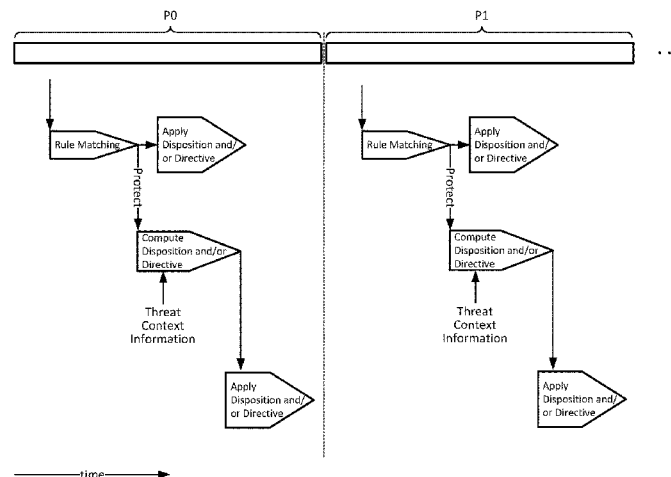 P0
P1
Rule Matching
Apply
Disposition and/
or Directive
Protect
Compute
Disposition and/or
Directive
Threat
Context
Information
Apply
Disposition and/
or Directive
Rule Matching
Apply
Disposition and/
or Directive
Protect
Compute
Disposition and/or
Directive
Threat
Context
Information
Apply
Disposition and/
or Directive
time